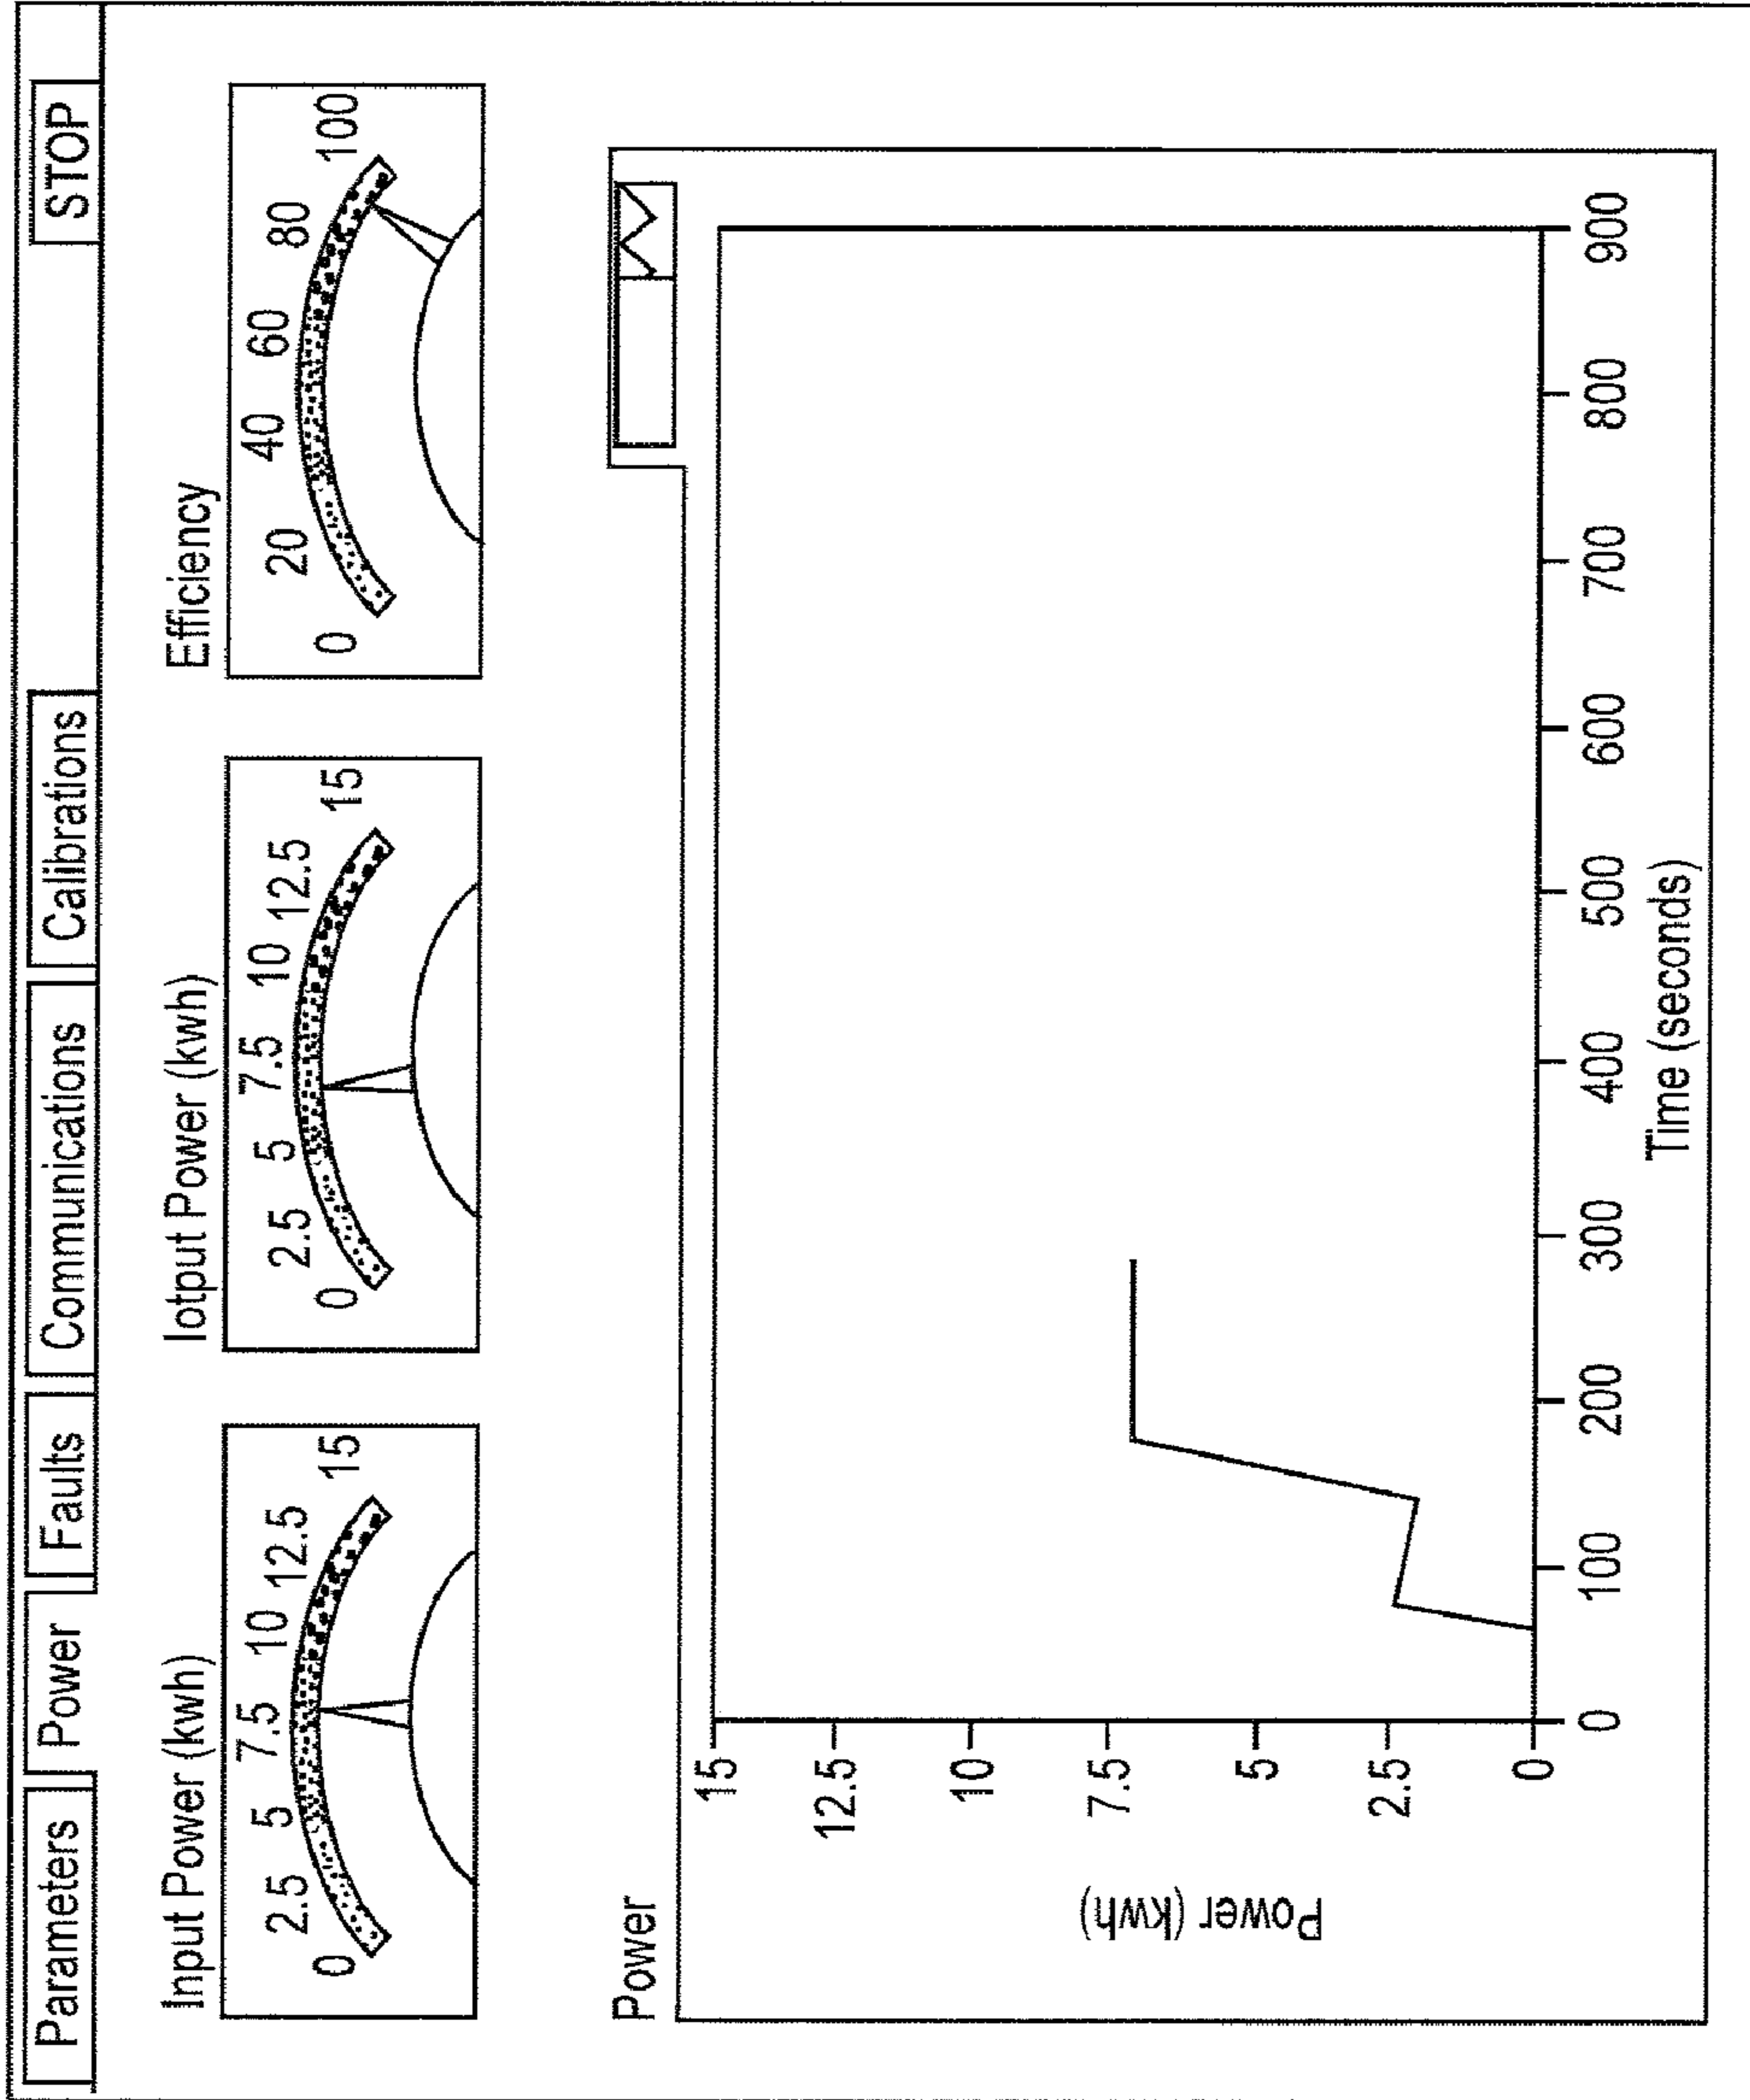 Parameters
Power
Faults
Communications
Calibrations
STOP
Input Power (kwh)
0 2.5 5 7.5 10 12.5 15
Iotput Power (kwh)
0 2.5 5 7.5 10 12.5 15
Efficiency
0 20 40 60 80 100
Power
Power (kwh)
15
12.5
10
7.5
5
2.5
0
0 100 200 300 400 500 600 700 800 900
Time (seconds)